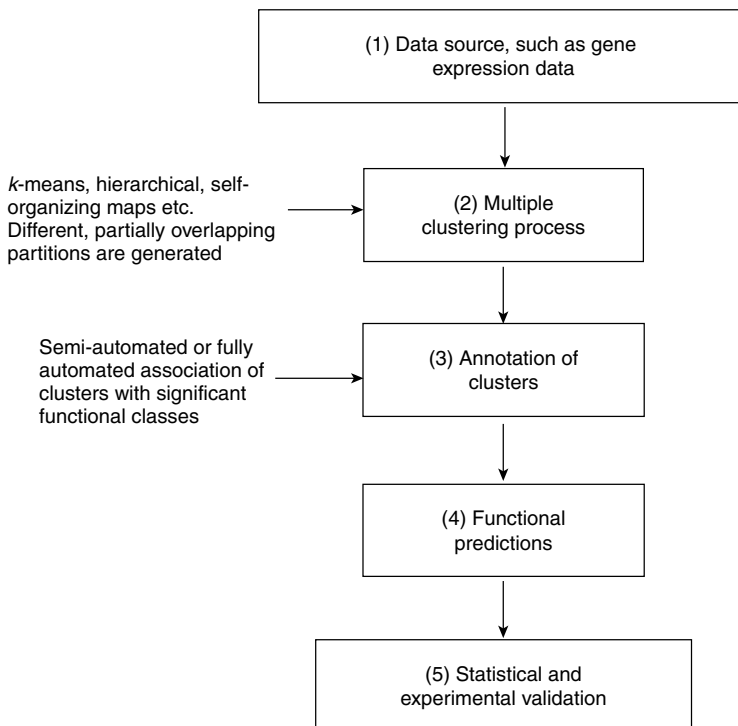 (1) Data source, such as gene
expression data
k-means, hierarchical, self-
organizing maps etc.
Different, partially overlapping
partitions are generated
(2) Multiple
clustering process
Semi-automated or fully
automated association of
clusters with significant
functional classes
(3) Annotation of
clusters
(4) Functional
predictions
(5) Statistical and
experimental validation